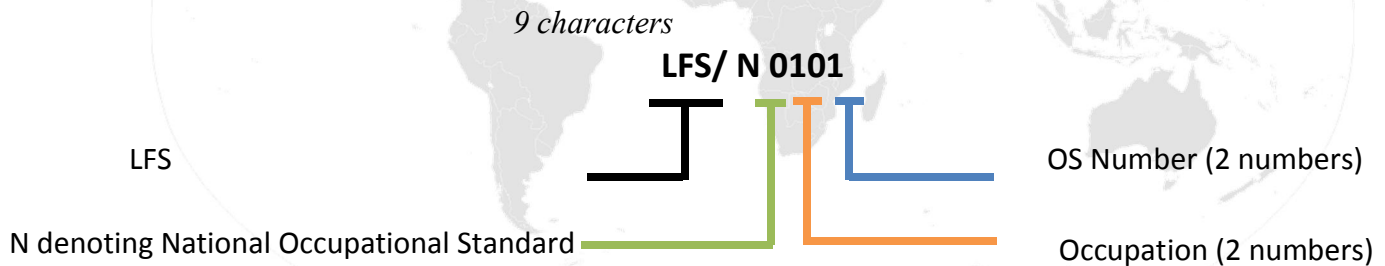 9 characters
LFS/ N 0101
LFS
OS Number (2 numbers)
N denoting National Occupational Standard
Occupation (2 numbers)